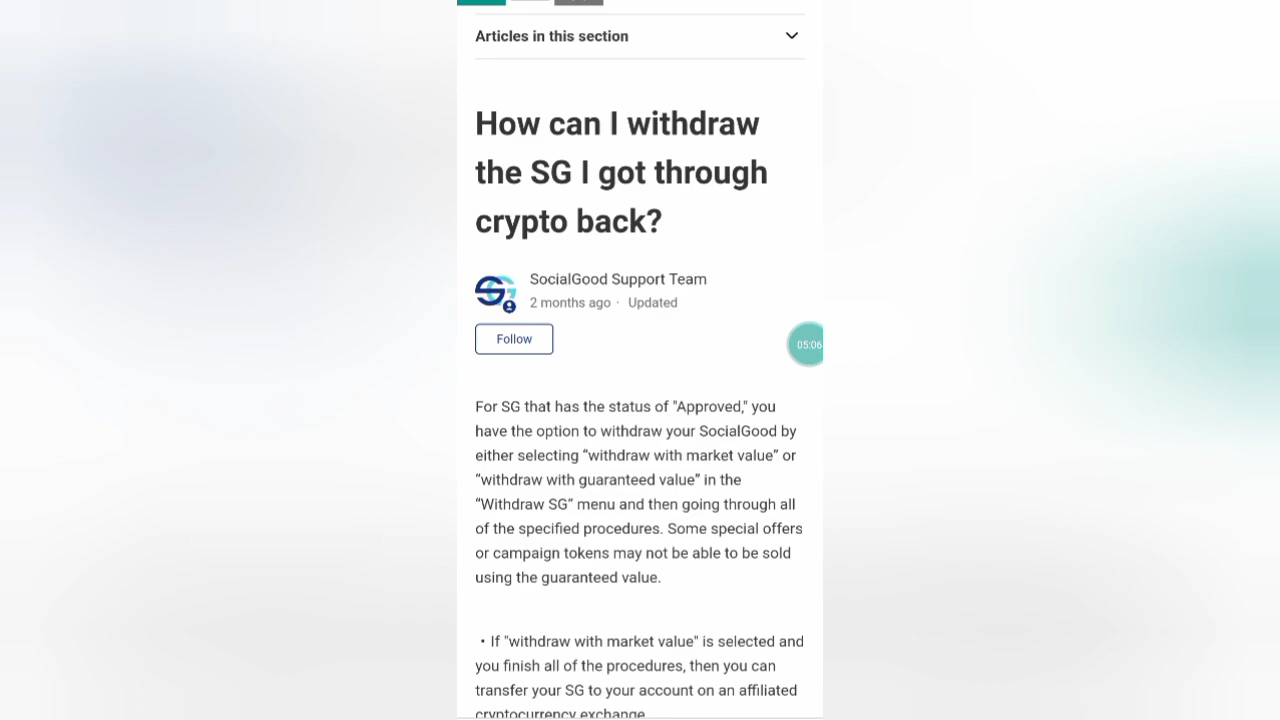 Articles in this section
How can I withdraw
the SG I got through
crypto back?
SocialGood Support Team
2 months ago · Updated
Follow
05:06
For SG that has the status of "Approved," you
have the option to withdraw your SocialGood by
either selecting “withdraw with market value” or
“withdraw with guaranteed value” in the
“Withdraw SG” menu and then going through all
of the specified procedures. Some special offers
or campaign tokens may not be able to be sold
using the guaranteed value.
・If "withdraw with market value" is selected and
you finish all of the procedures, then you can
transfer your SG to your account on an affiliated
cryptocurrency exchange.